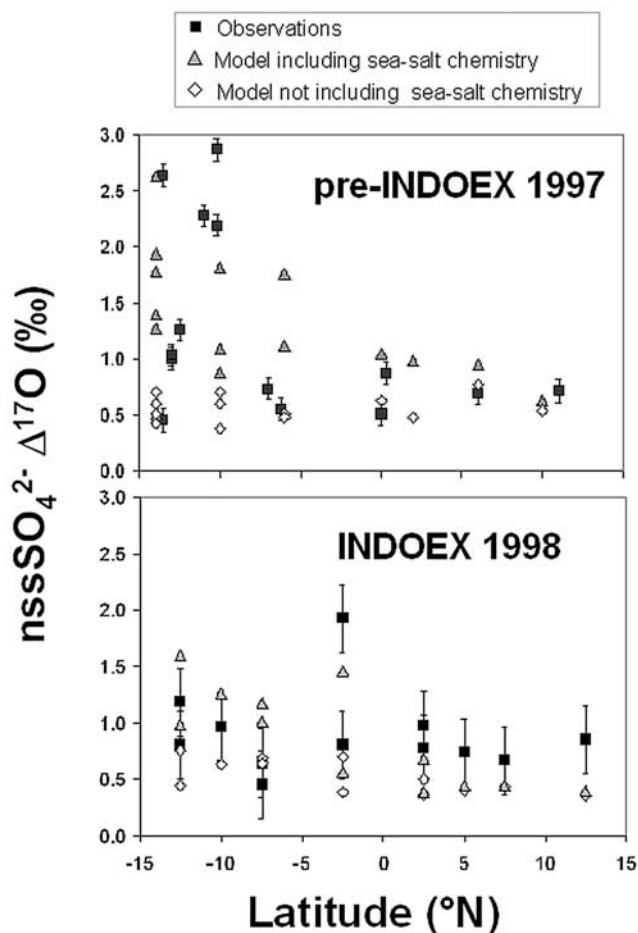 Observations
Model including sea-salt chemistry
Model not including sea-salt chemistry
nssSO₄²⁻ Δ¹⁷O (‰)
3.0
pre-INDOEX 1997
2.5
2.0
1.5
1.0
0.5
0.0
3.0
INDOEX 1998
2.5
2.0
1.5
1.0
0.5
0.0
-15 -10 -5 0 5 10 15
Latitude (°N)